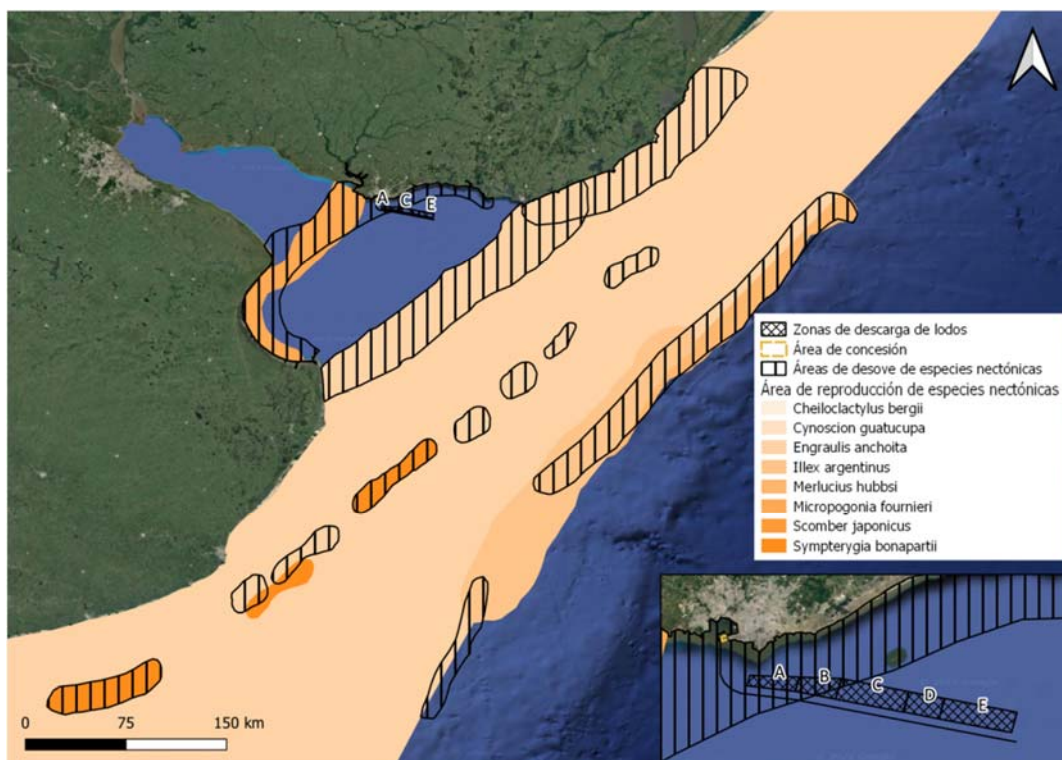 A C E
Zonas de descarga de lodos
Área de concesión
Áreas de desove de especies nectónicas
Área de reproducción de especies nectónicas
Cheiloclactylus bergii
Cynoscion guatucupa
Engraulis anchoita
Illex argentinus
Merlucius hubbsi
Micropogonia fournieri
Scomber japonicus
Sympterygia bonapartii
A B C D E
0 75 150 km